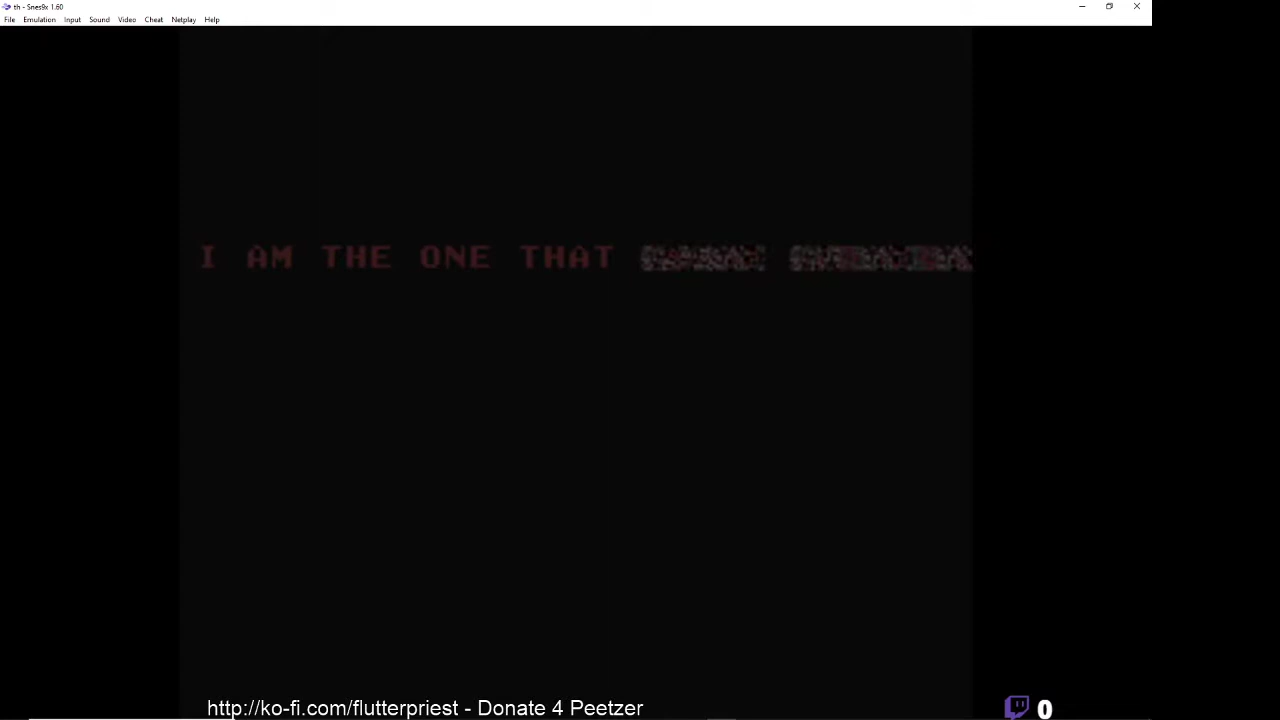 th - Snes9x 1.60
File Emulation Input Sound Video Cheat Netplay Help
I AM THE ONE THAT
http://ko-fi.com/flutterpriest - Donate 4 Peetzer
0